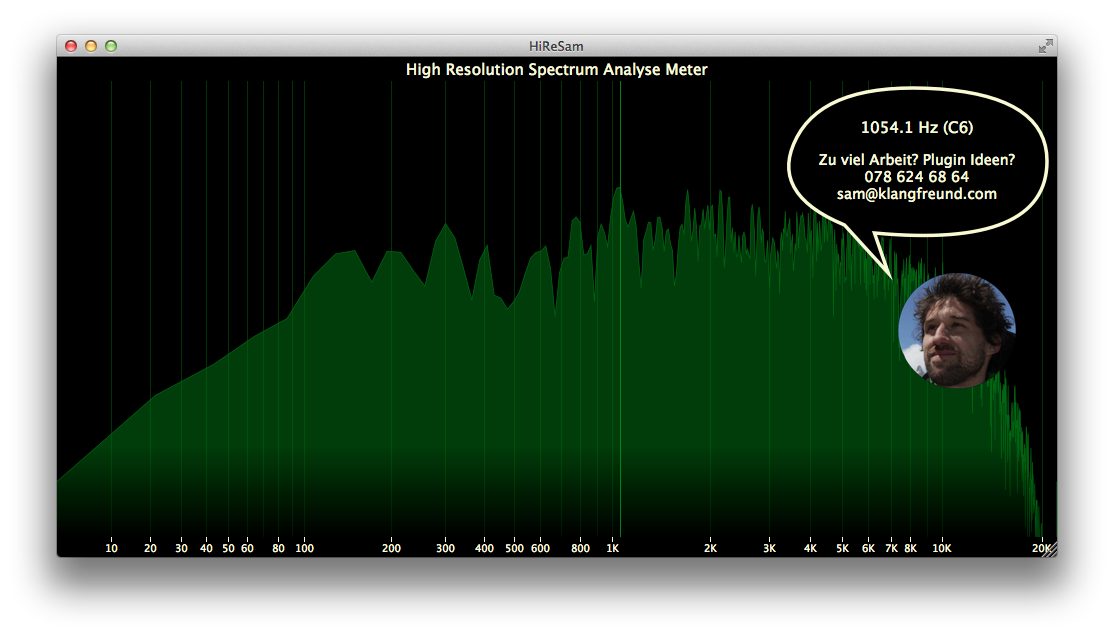 HiReSam
High Resolution Spectrum Analyse Meter
1054.1 Hz (C6)
Zu viel Arbeit? Plugin Ideen?
078 624 68 64
sam@klangfreund.com
10 20 30 40 50 60 80 100 200 300 400 500 600 800 1K 2K 3K 4K 5K 6K 7K 8K 10K 20K